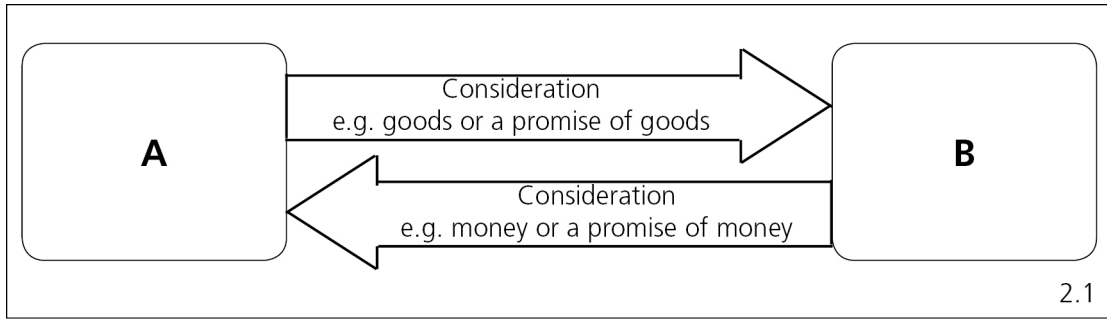 Consideration
e.g. goods or a promise of goods
A
B
Consideration
e.g. money or a promise of money
2.1